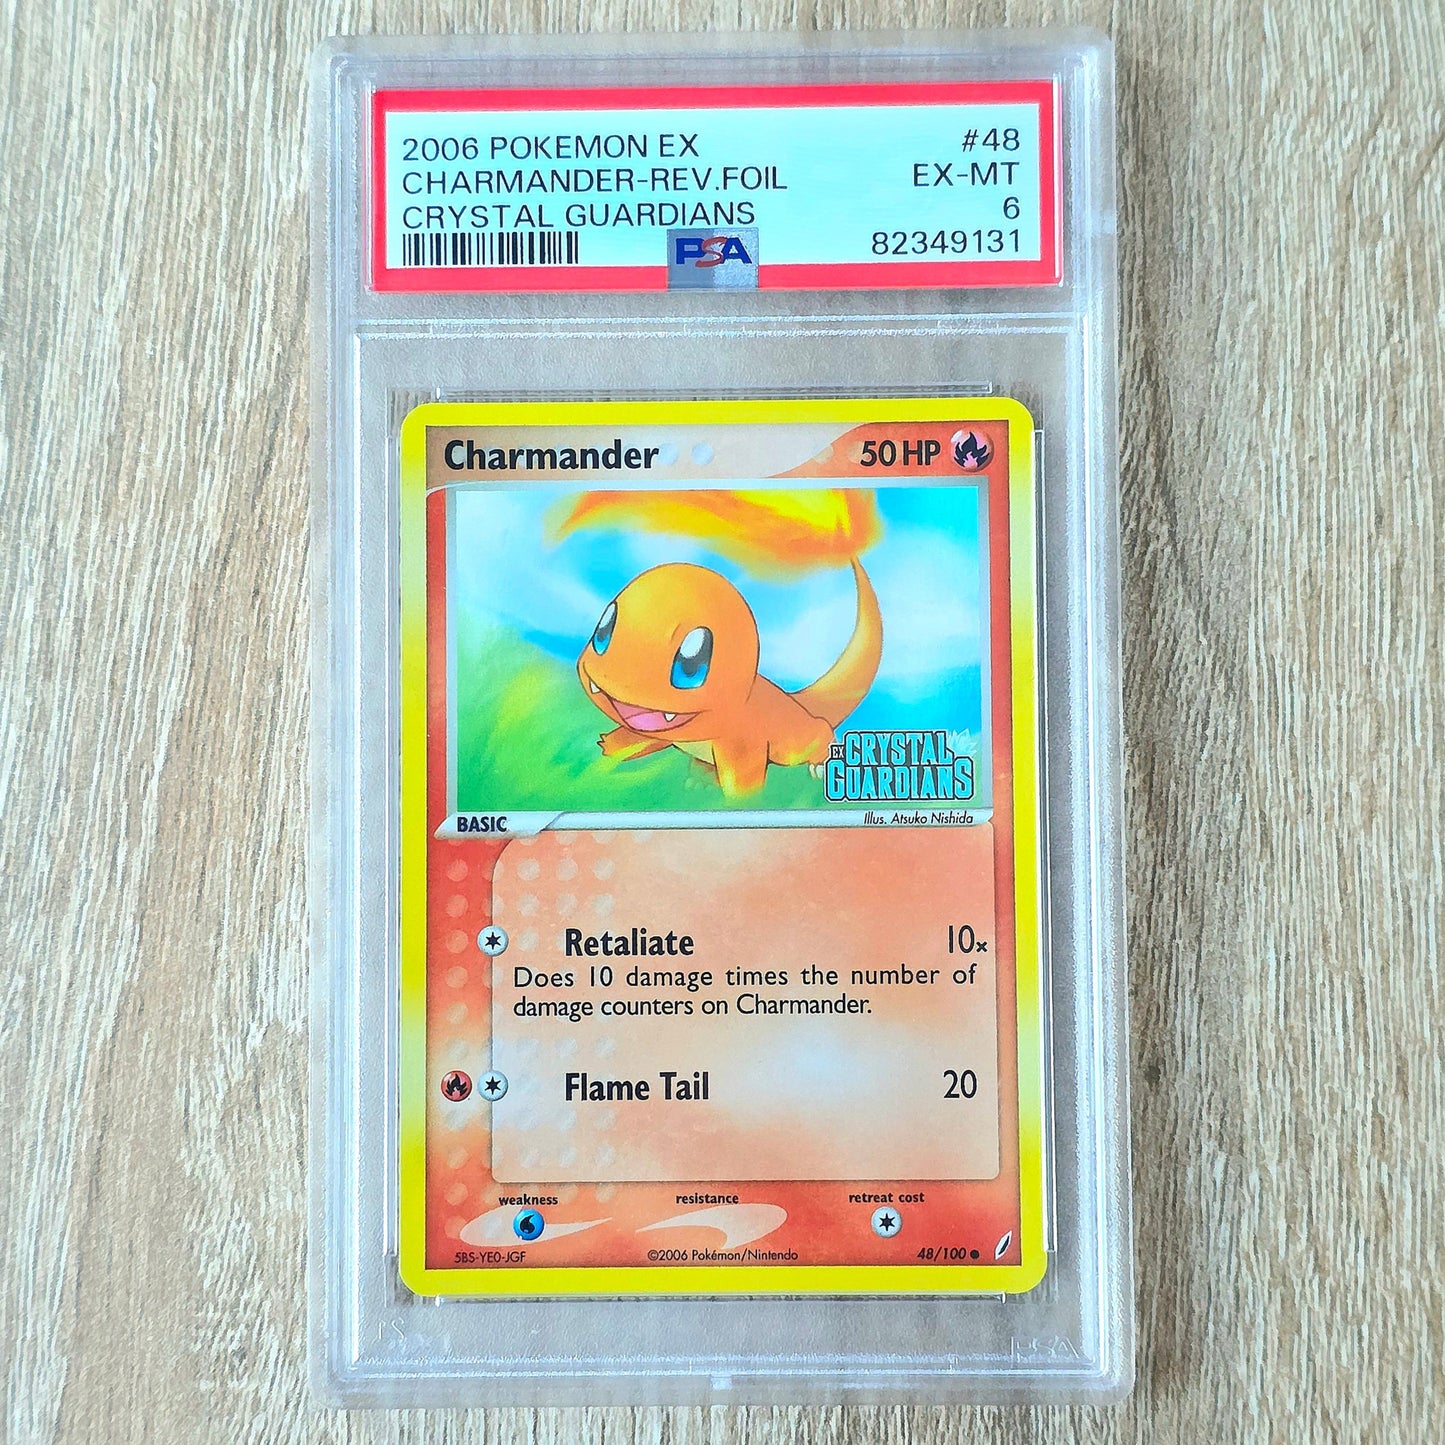 2006 POKEMON EX #48
CHARMANDER-REV.FOIL EX-MT
CRYSTAL GUARDIANS 6
PSA 82349131
Charmander 50 HP
EX CRYSTAL
GUARDIANS
BASIC Illus. Atsuko Nishida
Retaliate 10x
Does 10 damage times the number of
damage counters on Charmander.
Flame Tail 20
weakness resistance retreat cost
5BS-YE0-JGF ©2006 Pokémon/Nintendo 48/100